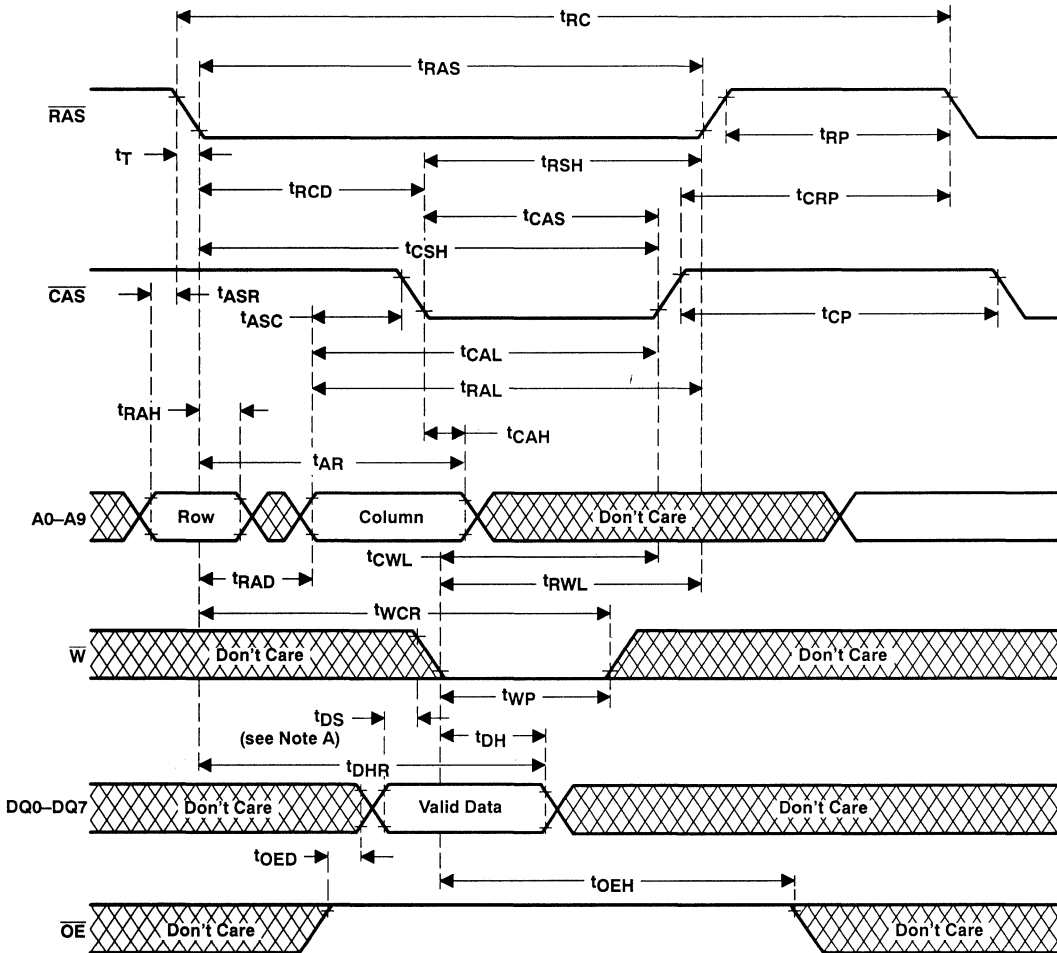 tRC
tRAS
RAS
tRP
tT
tRSH
tRCD
tCRP
tCAS
tCSH
CAS
tASR
tASC
tCP
tCAL
tRAL
tRAH
tCAH
tAR
A0–A9
Row
Column
Don't Care
tCWL
tRAD
tRWL
tWCR
W
Don't Care
Don't Care
tWP
tDS
(see Note A)
tDH
tDHR
DQ0–DQ7
Don't Care
Valid Data
Don't Care
tOED
tOEH
OE
Don't Care
Don't Care